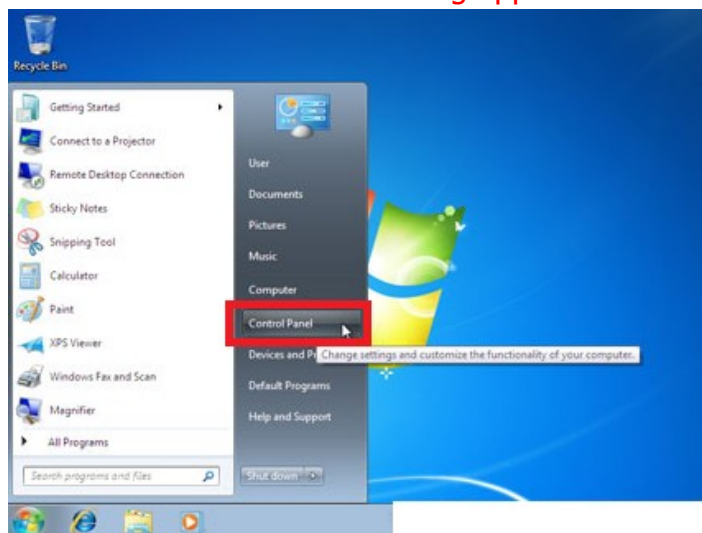 Recycle Bin
Getting Started
Connect to a Projector
Remote Desktop Connection
Sticky Notes
Snipping Tool
Calculator
Paint
XPS Viewer
Windows Fax and Scan
Magnifier
All Programs
Search programs and files
User
Documents
Pictures
Music
Computer
Control Panel
Devices and
Change settings and customize the functionality of your computer.
Default Programs
Help and Support
Shut down